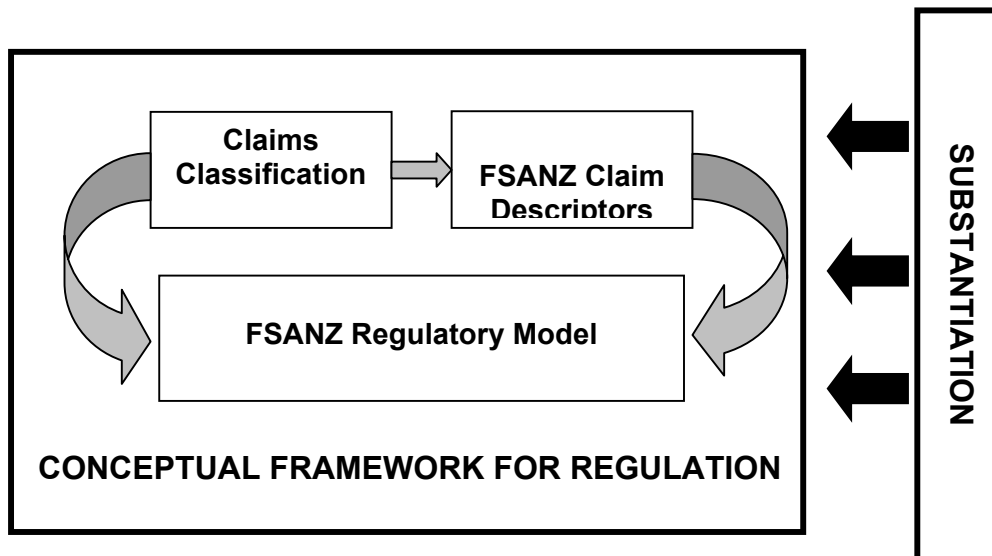 Claims
Classification
FSANZ Claim
Descriptors
FSANZ Regulatory Model
CONCEPTUAL FRAMEWORK FOR REGULATION
SUBSTANTIATION